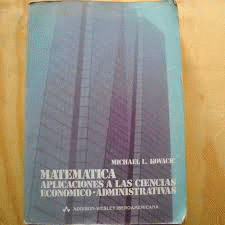 MICHAEL L. KOVACIC
MATEMATICA
APLICACIONES A LAS CIENCIAS
ECONOMICO-ADMINISTRATIVAS
ADDISON-WESLEY IBEROAMERICANA